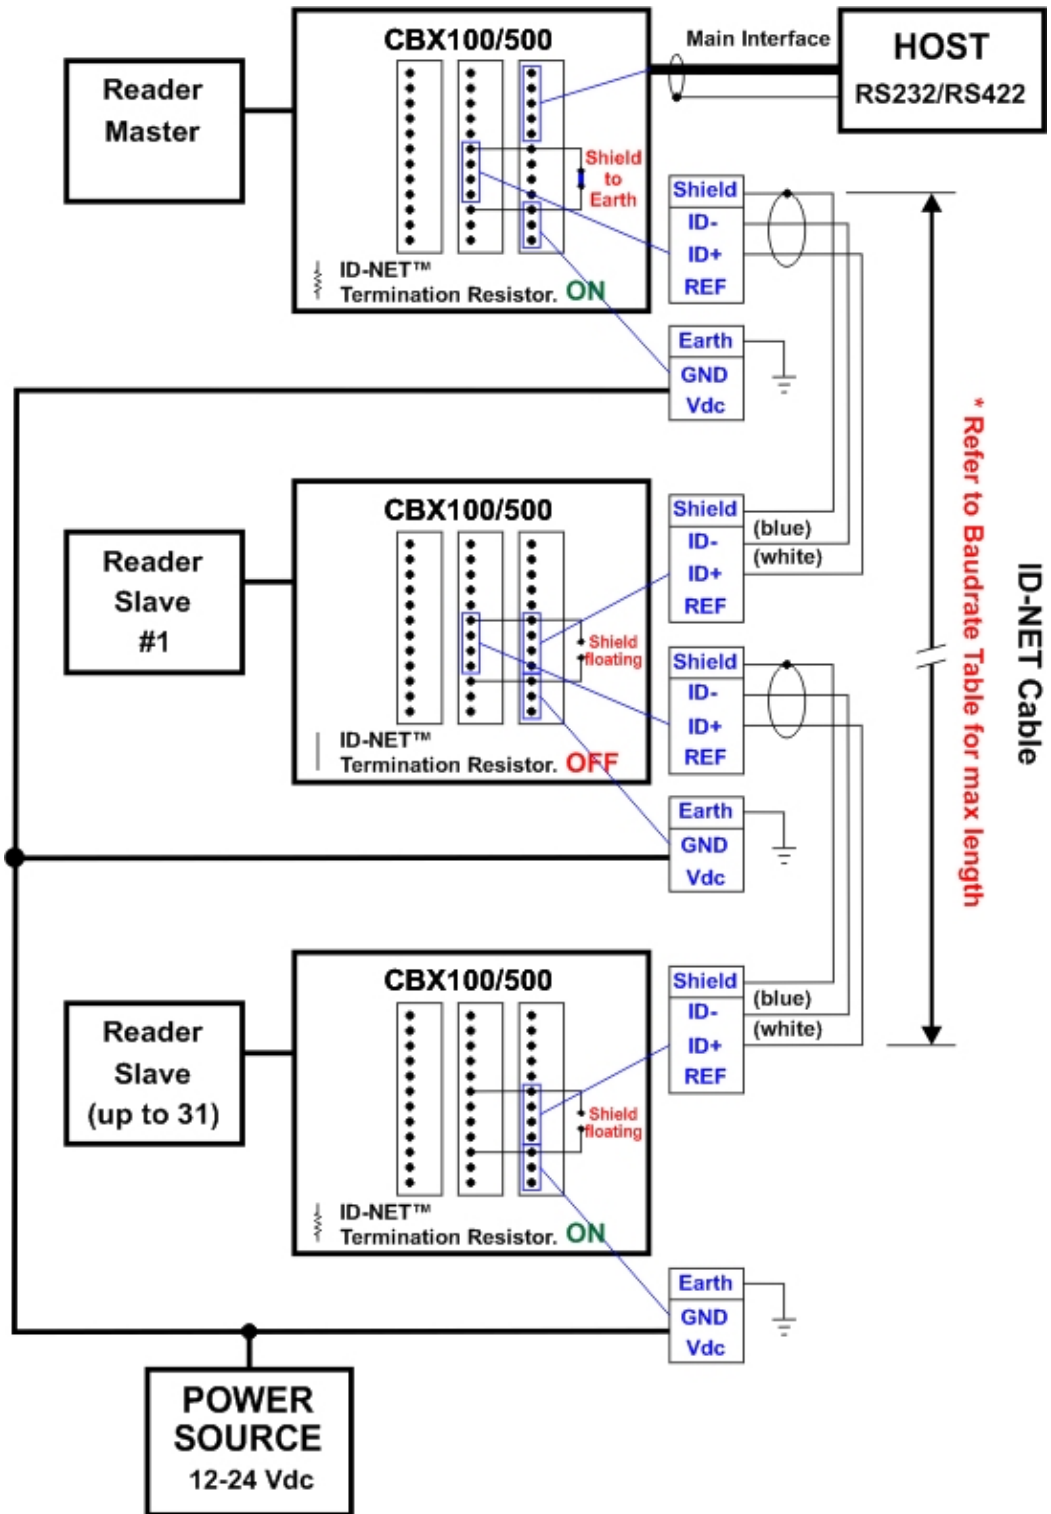 CBX100/500
Main Interface
HOST
RS232/RS422
Reader
Master
Shield
to
Earth
ID-NET™
Termination Resistor. ON
Shield
ID-
ID+
REF
Earth
GND
Vdc
CBX100/500
Reader
Slave
#1
Shield
floating
ID-NET™
Termination Resistor. OFF
Shield
ID-
(blue)
ID+
(white)
REF
Shield
ID-
ID+
REF
Earth
GND
Vdc
* Refer to Baudrate Table for max length
ID-NET Cable
CBX100/500
Reader
Slave
(up to 31)
Shield
floating
ID-NET™
Termination Resistor. ON
Shield
ID-
(blue)
ID+
(white)
REF
Earth
GND
Vdc
POWER
SOURCE
12-24 Vdc